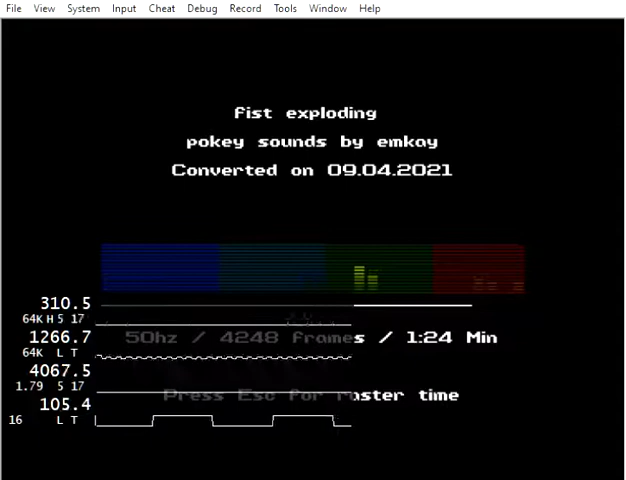 File View System Input Cheat Debug Record Tools Window Help
fist exploding
pokey sounds by emkay
Converted on 09.04.2021
310.5
64K H 5 17
1266.7
50hz / 4248 frames / 1:24 Min
64K L T
4067.5
1.79 5 17
Press Esc for raster time
105.4
16 L T